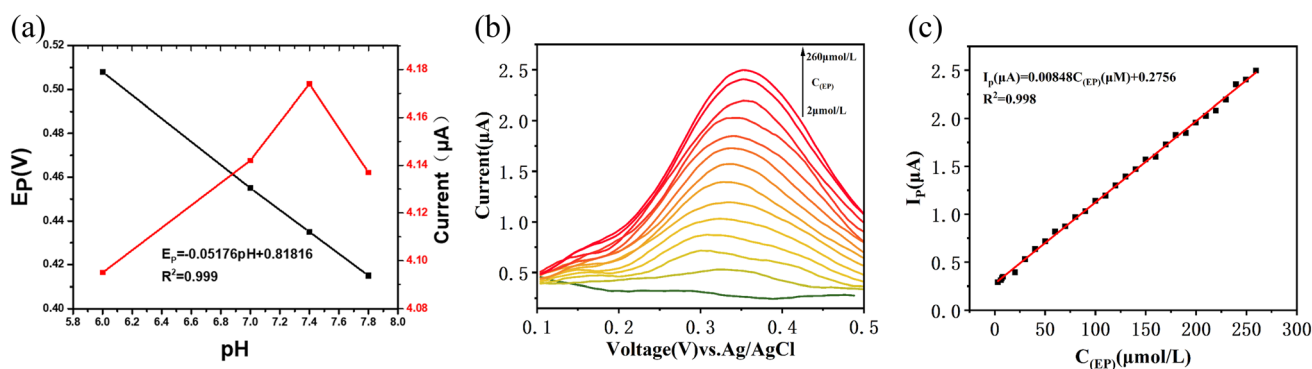 (a)
0.52
0.50
0.48
0.46
0.44
0.42
0.40
EP(V)
5.8 6.0 6.2 6.4 6.6 6.8 7.0 7.2 7.4 7.6 7.8 8.0
pH
4.18
4.16
4.14
4.12
4.10
4.08
Current (μA)
EP=-0.05176pH+0.81816
R2=0.999
(b)
2.5
2.0
1.5
1.0
0.5
Current(μA)
0.1 0.2 0.3 0.4 0.5
Voltage(V)vs.Ag/AgCl
260μmol/L
C(EP)
2μmol/L
(c)
2.5
2.0
1.5
1.0
0.5
0.0
IP(μA)
0 50 100 150 200 250 300
C(EP)(μmol/L)
Ip(μA)=0.00848C(EP)(μM)+0.2756
R2=0.998